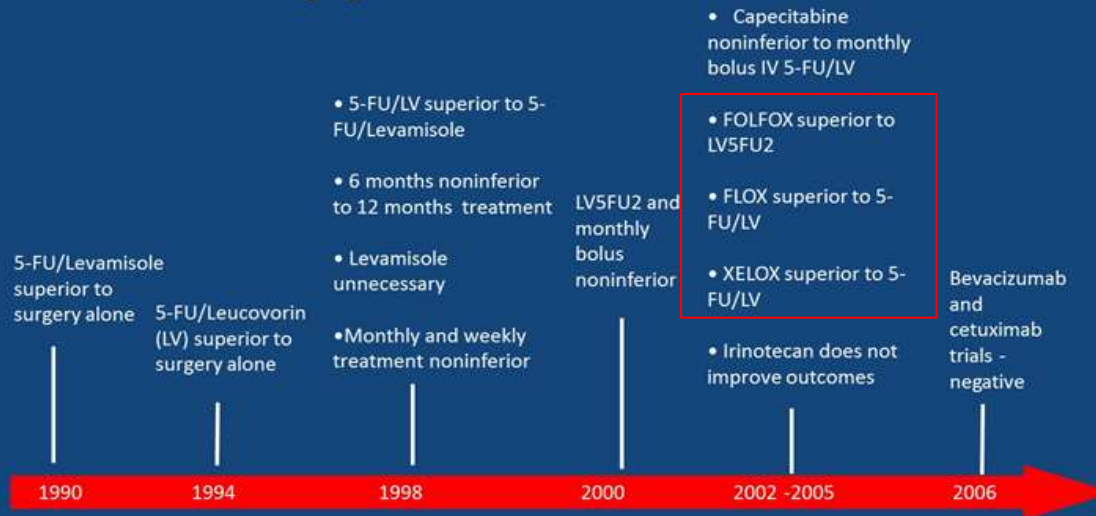 5-FU/Levamisole
superior to
surgery alone
5-FU/Leucovorin
(LV) superior to
surgery alone
• 5-FU/LV superior to 5-
FU/Levamisole
• 6 months noninferior
to 12 months treatment
• Levamisole
unnecessary
•Monthly and weekly
treatment noninferior
LV5FU2 and
monthly
bolus
noninferior
• Capecitabine
noninferior to monthly
bolus IV 5-FU/LV
• FOLFOX superior to
LV5FU2
• FLOX superior to 5-
FU/LV
• XELOX superior to 5-
FU/LV
• Irinotecan does not
improve outcomes
Bevacizumab
and
cetuximab
trials -
negative
1990
1994
1998
2000
2002 -2005
2006